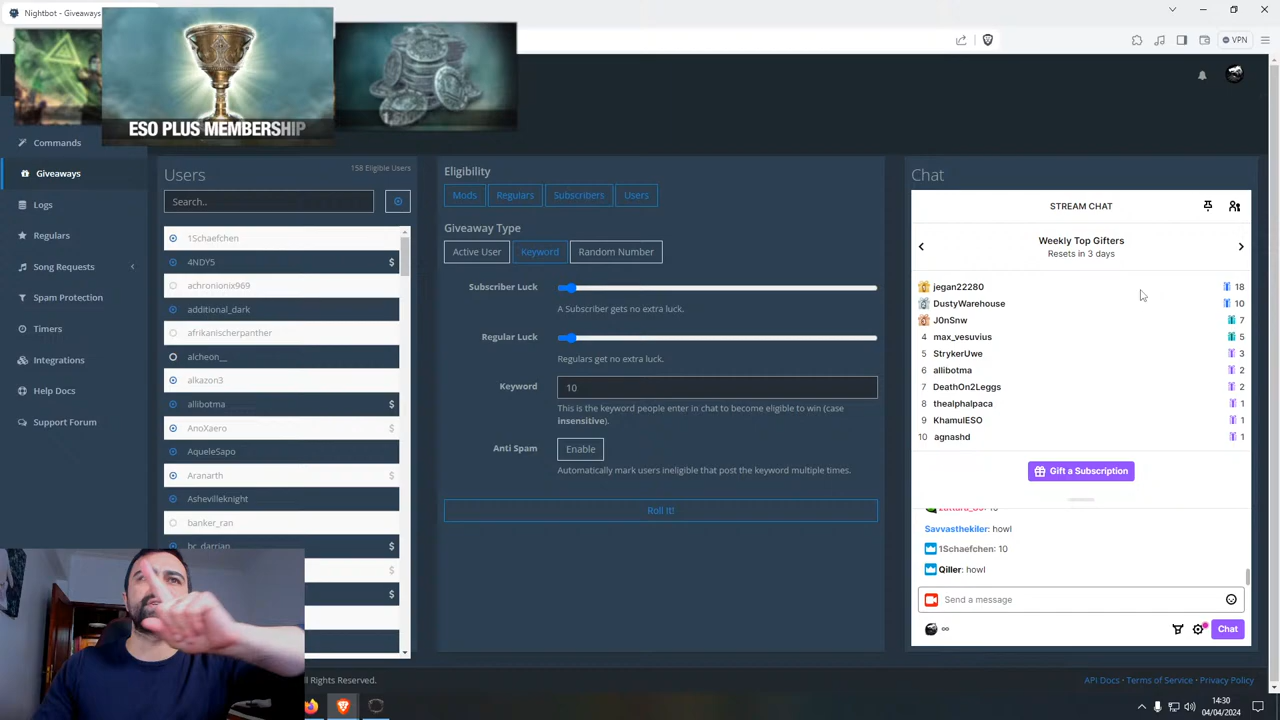 Nightbot - Giveaways
VPN
ESO PLUS MEMBERSHIP
Commands
Giveaways
Logs
Regulars
Song Requests
Spam Protection
Timers
Integrations
Help Docs
Support Forum
Users
158 Eligible Users
Search..
1Schaefchen
4NDY5 $
achronionix969
additional_dark
afrikanischerpanther
alcheon__
alkazon3
allibotma $
AnoXaero $
AqueleSapo
Aranarth $
Ashevilleknight
banker_ran
bc_darrian $
$
$
Eligibility
Mods
Regulars
Subscribers
Users
Giveaway Type
Active User
Keyword
Random Number
Subscriber Luck
A Subscriber gets no extra luck.
Regular Luck
Regulars get no extra luck.
Keyword
10
This is the keyword people enter in chat to become eligible to win (case
insensitive).
Anti Spam
Enable
Automatically mark users ineligible that post the keyword multiple times.
Roll It!
Chat
STREAM CHAT
Weekly Top Gifters
Resets in 3 days
jegan22280 18
DustyWarehouse 10
J0nSnw 7
4 max_vesuvius 5
5 StrykerUwe 3
6 allibotma 2
7 DeathOn2Leggs 2
8 thealphalpaca 1
9 KhamulESO 1
10 agnashd 1
Gift a Subscription
Savvasthekiler: howl
1Schaefchen: 10
Qiller: howl
Send a message
Chat
ll Rights Reserved.
API Docs • Terms of Service • Privacy Policy
14:30
04/04/2024